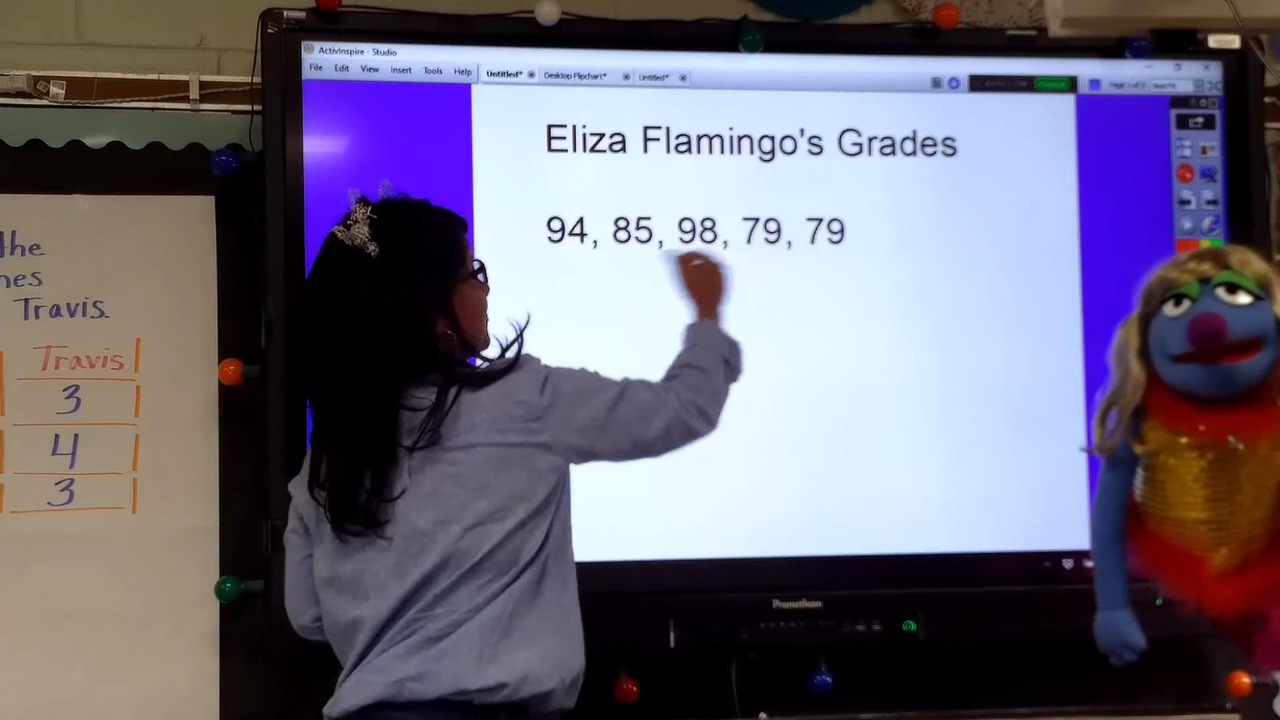 ActivInspire - Studio
File Edit View Insert Tools Help Untitled* Desktop Flipchart* Untitled*
Eliza Flamingo's Grades
94, 85, 98, 79, 79
the
Travis.
Travis
3
4
3
Promethean